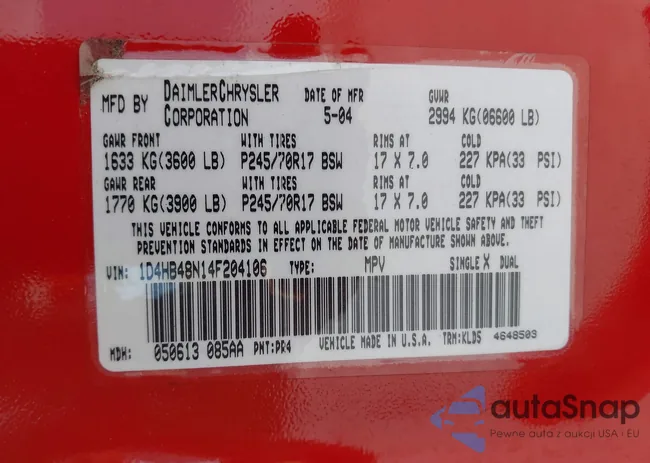 MFD BY DAIMLERCHRYSLER CORPORATION DATE OF MFR 5-04 GVWR 2994 KG(06600 LB)
GAWR FRONT WITH TIRES RIMS AT COLD
1633 KG(3600 LB) P245/70R17 BSW 17 X 7.0 227 KPA(33 PSI)
GAWR REAR WITH TIRES RIMS AT COLD
1770 KG(3900 LB) P245/70R17 BSW 17 X 7.0 227 KPA(33 PSI)
THIS VEHICLE CONFORMS TO ALL APPLICABLE FEDERAL MOTOR VEHICLE SAFETY AND THEFT
PREVENTION STANDARDS IN EFFECT ON THE DATE OF MANUFACTURE SHOWN ABOVE.
VIN: 1D4HB48N14F204106 TYPE: MPV SINGLE X DUAL
MDH: 050613 085AA PNT:PR4 VEHICLE MADE IN U.S.A. TRM:KLD5 4648503
autaSnap
Pewne auta z aukcji USA i EU